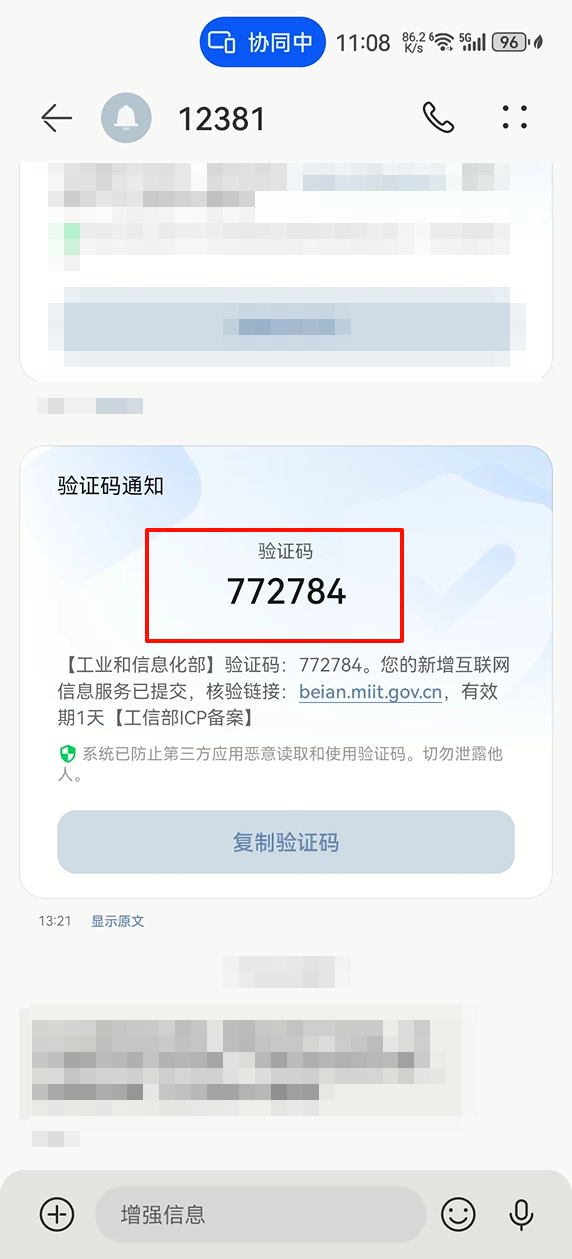 协同中 11:08 86.2 K/s 6 5G 96
12381
验证码通知
验证码
772784
【工业和信息化部】验证码：772784。您的新增互联网
信息服务已提交，核验链接：beian.miit.gov.cn，有效
期1天【工信部ICP备案】
系统已防止第三方应用恶意读取和使用验证码。切勿泄露他
人。
复制验证码
13:21 显示原文
增强信息